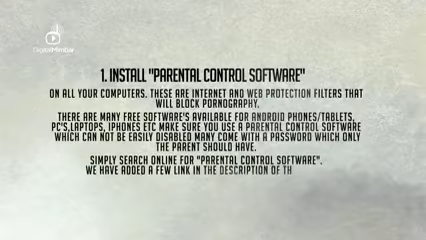 DigitalMimbar
1. INSTALL "PARENTAL CONTROL SOFTWARE"
ON ALL YOUR COMPUTERS. THESE ARE INTERNET AND WEB PROTECTION FILTERS THAT
WILL BLOCK PORNOGRAPHY.
THERE ARE MANY FREE SOFTWARE'S AVAILABLE FOR ANDROID PHONES/TABLETS,
PC'S,LAPTOPS, IPHONES ETC MAKE SURE YOU USE A PARENTAL CONTROL SOFTWARE
WHICH CAN NOT BE EASILY DISABLED MANY COME WITH A PASSWORD WHICH ONLY
THE PARENT SHOULD HAVE.
SIMPLY SEARCH ONLINE FOR "PARENTAL CONTROL SOFTWARE".
WE HAVE ADDED A FEW LINK IN THE DESCRIPTION OF TH